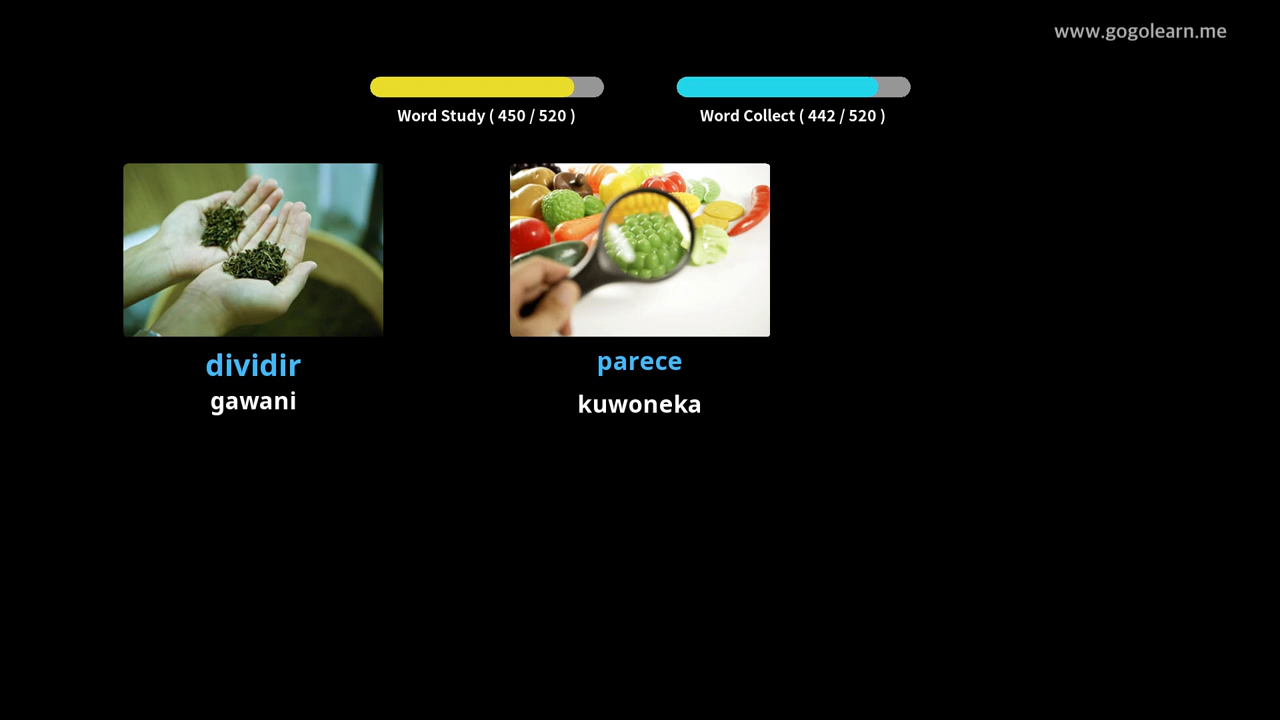 www.gogolearn.me
Word Study ( 450 / 520 )
Word Collect ( 442 / 520 )
dividir
gawani
parece
kuwoneka